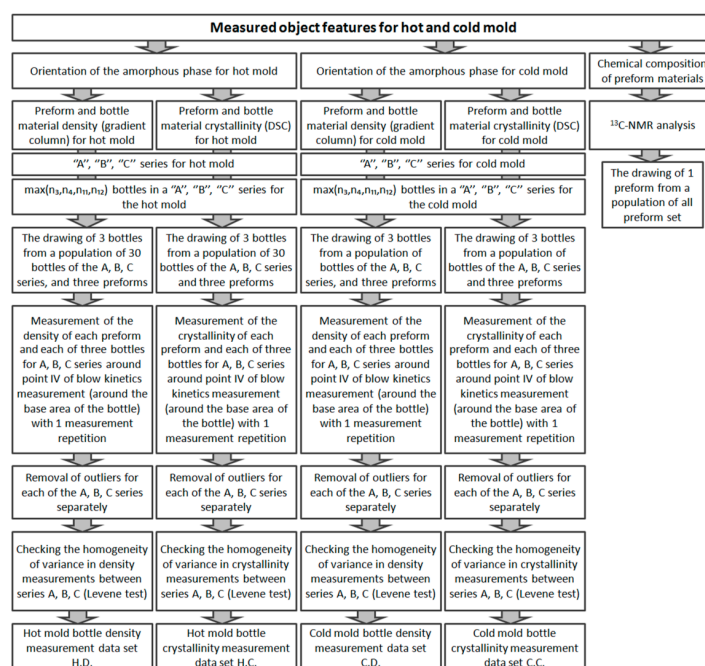 Measured object features for hot and cold mold
Orientation of the amorphous phase for hot mold
Orientation of the amorphous phase for cold mold
Chemical composition
of preform materials
Preform and bottle
material density (gradient
column) for hot mold
Preform and bottle
material crystallinity (DSC)
for hot mold
Preform and bottle
material density (gradient
column) for cold mold
Preform and bottle
material crystallinity (DSC)
for cold mold
¹³C-NMR analysis
“A”, “B”, “C” series for hot mold
“A”, “B”, “C” series for cold mold
The drawing of 1
preform from a
population of all
preform set
max(n₃,n₄,n₁₁,n₁₂) bottles in a “A”, “B”, “C” series for
the hot mold
max(n₃,n₄,n₁₁,n₁₂) bottles in a “A”, “B”, “C” series for
the cold mold
The drawing of 3 bottles
from a population of 30
bottles of the A, B, C
series, and three preforms
The drawing of 3 bottles
from a population of 30
bottles of the A, B, C series
and three preforms
The drawing of 3 bottles
from a population of
bottles of the A, B, C
series, and three preforms
The drawing of 3 bottles
from a population of
bottles of the A, B, C series
and three preforms
Measurement of the
density of each preform
and each of three bottles
for A, B, C series around
point IV of blow kinetics
measurement (around the
base area of the bottle)
with 1 measurement
repetition
Measurement of the
crystallinity of each
preform and each of three
bottles for A, B, C series
around point IV of blow
kinetics measurement
(around the base area of
the bottle) with 1
measurement repetition
Measurement of the
density of each preform
and each of three bottles
for A, B, C series around
point IV of blow kinetics
measurement (around the
base area of the bottle)
with 1 measurement
repetition
Measurement of the
crystallinity of each
preform and each of three
bottles for A, B, C series
around point IV of blow
kinetics measurement
(around the base area of
the bottle) with 1
measurement repetition
Removal of outliers for
each of the A, B, C series
separately
Removal of outliers for
each of the A, B, C series
separately
Removal of outliers for
each of the A, B, C series
separately
Removal of outliers for
each of the A, B, C series
separately
Checking the homogeneity
of variance in density
measurements between
series A, B, C (Levene test)
Checking the homogeneity
of variance in crystallinity
measurements between
series A, B, C (Levene test)
Checking the homogeneity
of variance in density
measurements between
series A, B, C (Levene test)
Checking the homogeneity
of variance in crystallinity
measurements between
series A, B, C (Levene test)
Hot mold bottle density
measurement data set
H.D.
Hot mold bottle
crystallinity measurement
data set H.C.
Cold mold bottle density
measurement data set
C.D.
Cold mold bottle
crystallinity measurement
data set C.C.